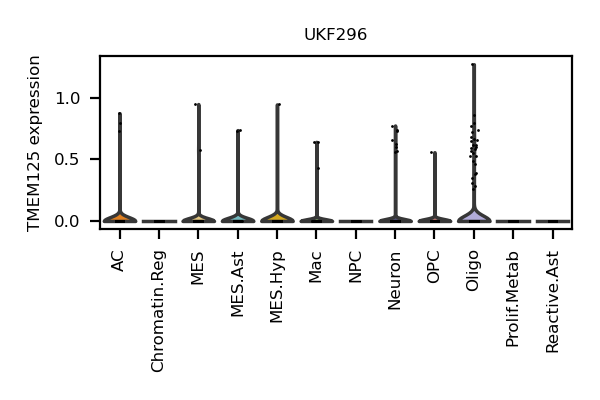 UKF296
TMEM125 expression
1.0
0.5
0.0
AC
Chromatin.Reg
MES
MES.Ast
MES.Hyp
Mac
NPC
Neuron
OPC
Oligo
Prolif.Metab
Reactive.Ast